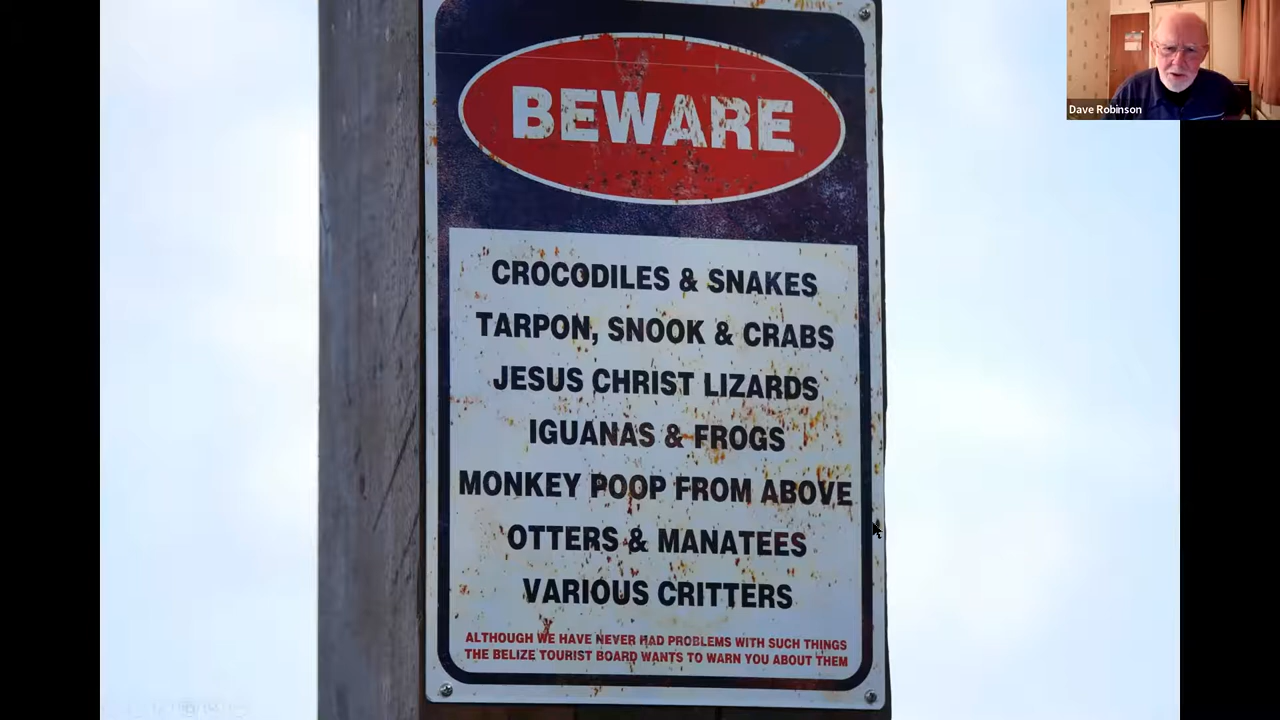 BEWARE
CROCODILES & SNAKES
TARPON, SNOOK & CRABS
JESUS CHRIST LIZARDS
IGUANAS & FROGS
MONKEY POOP FROM ABOVE
OTTERS & MANATEES
VARIOUS CRITTERS
ALTHOUGH WE HAVE NEVER HAD PROBLEMS WITH SUCH THINGS
THE BELIZE TOURIST BOARD WANTS TO WARN YOU ABOUT THEM
Dave Robinson